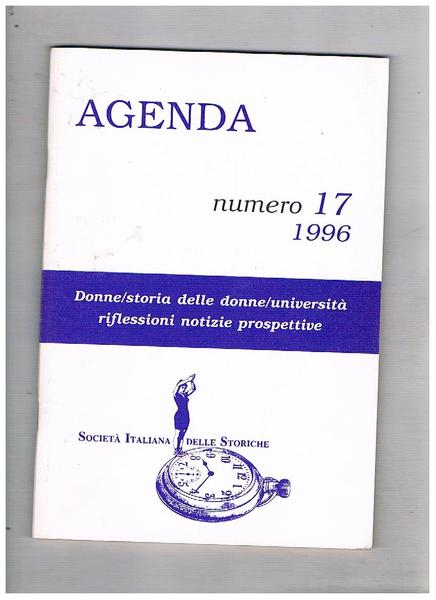 AGENDA
numero 17
1996
Donne/storia delle donne/università
riflessioni notizie prospettive
SOCIETÀ ITALIANA DELLE STORICHE